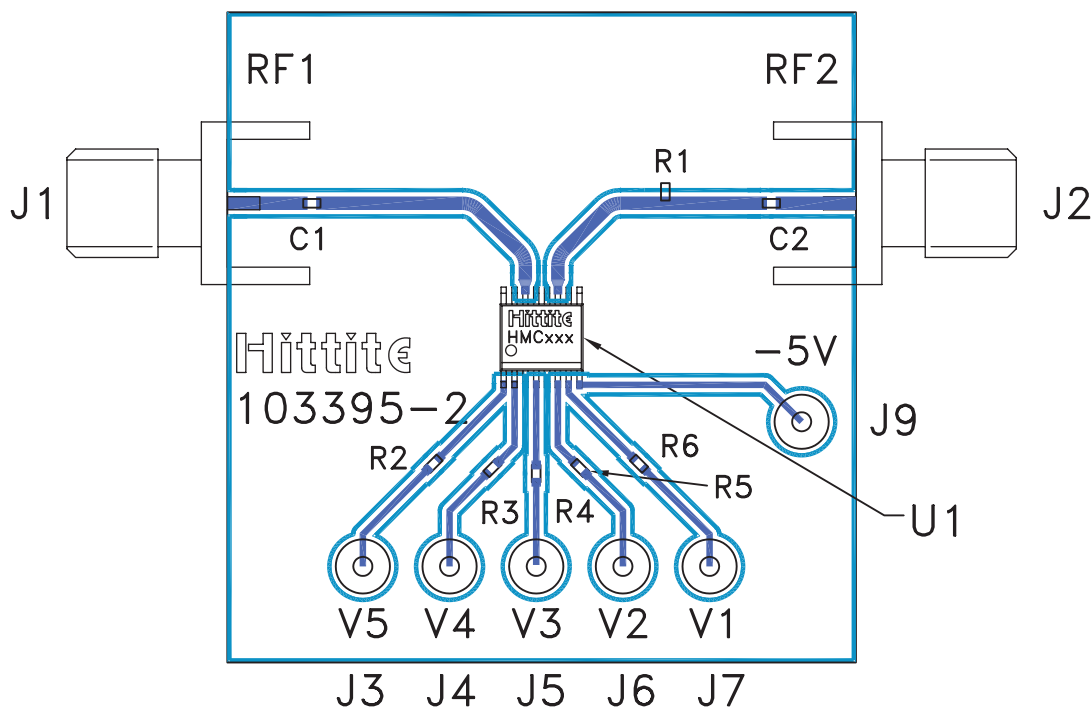 RF1
RF2
R1
J1
J2
C1
C2
Hittite
HMCxxx
Hittite
-5V
103395-2
J9
R2
R6
R5
R3
R4
U1
V5
V4
V3
V2
V1
J3
J4
J5
J6
J7